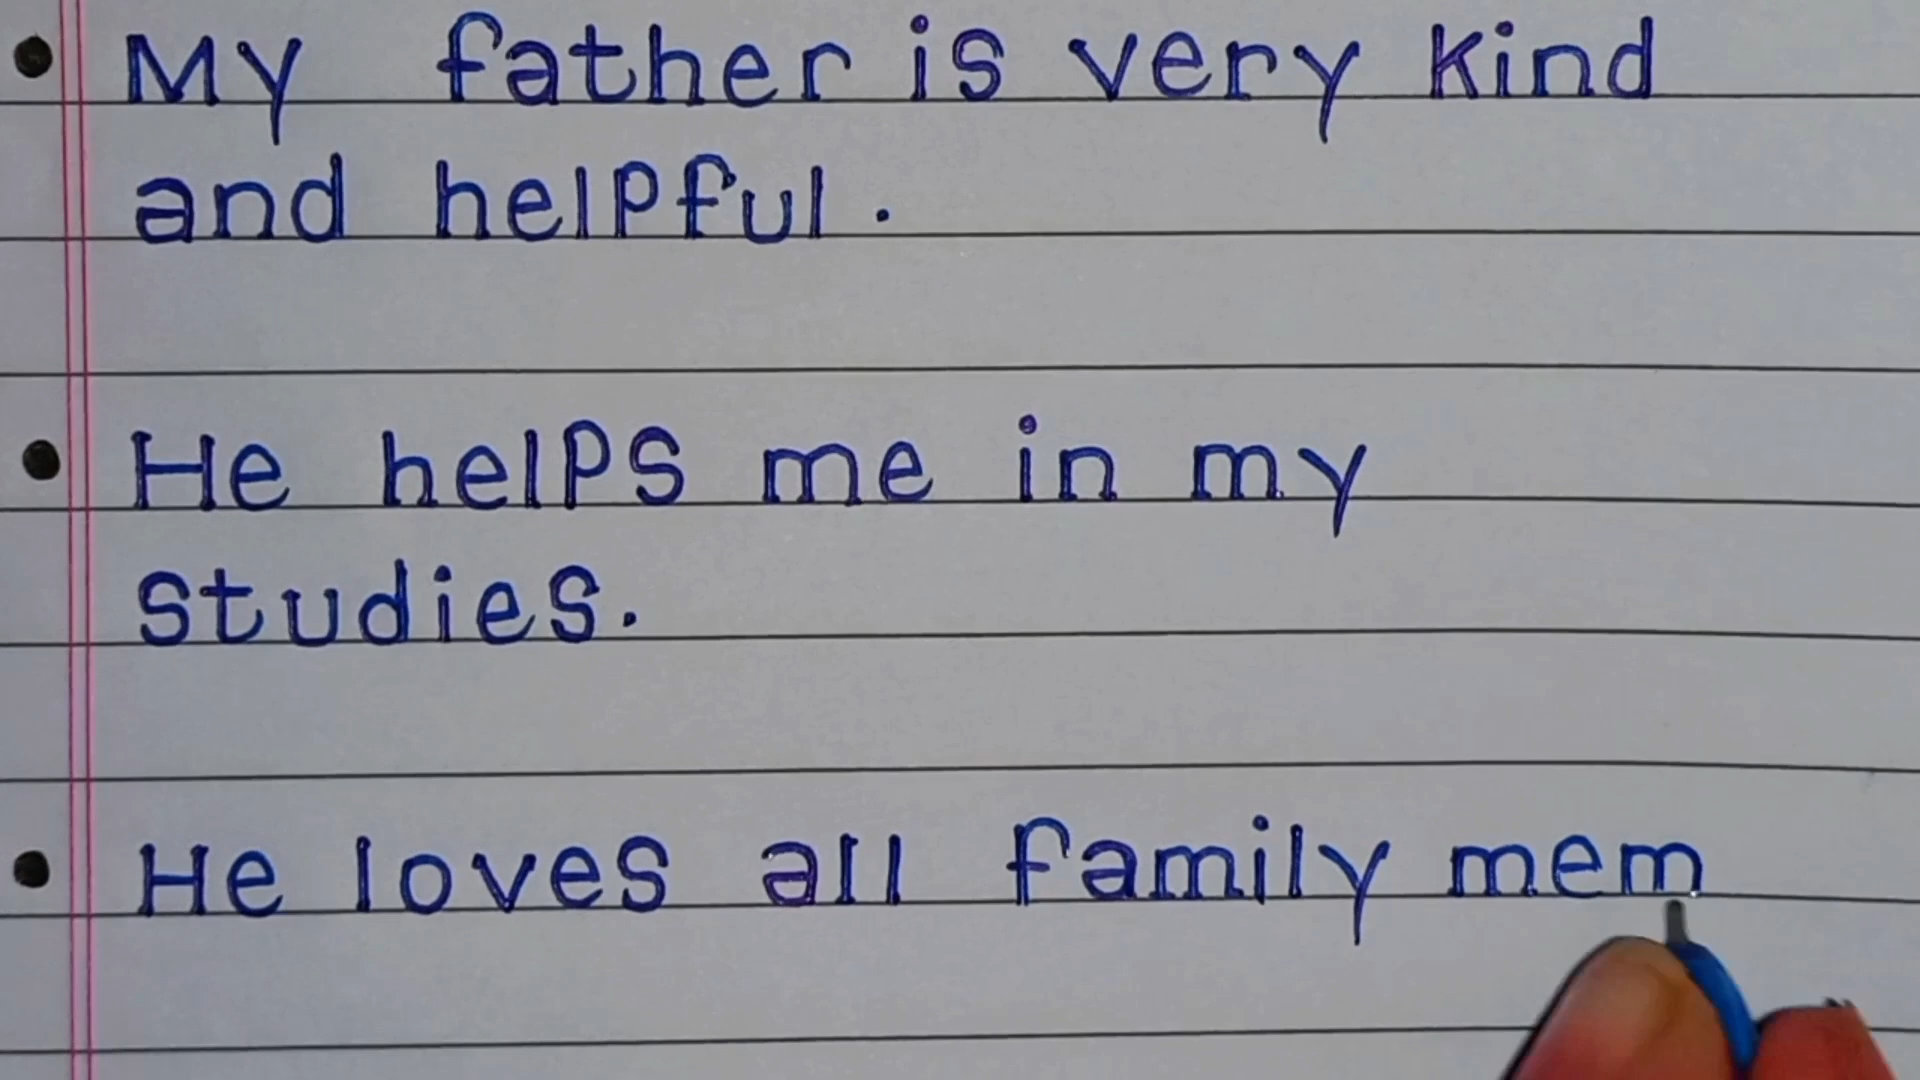 My father is very kind
and helpful.
He helps me in my
studies.
He loves all family mem